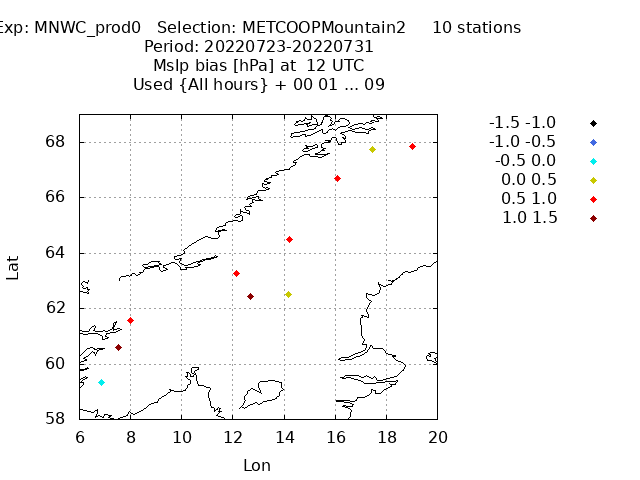 Exp: MNWC_prod0   Selection: METCOOPMountain2     10 stations
Period: 20220723-20220731
Mslp bias [hPa] at  12 UTC
Used {All hours} + 00 01 ... 09
-1.5 -1.0
-1.0 -0.5
-0.5 0.0
0.0 0.5
0.5 1.0
1.0 1.5
Lat
68
66
64
62
60
58
6 8 10 12 14 16 18 20
Lon